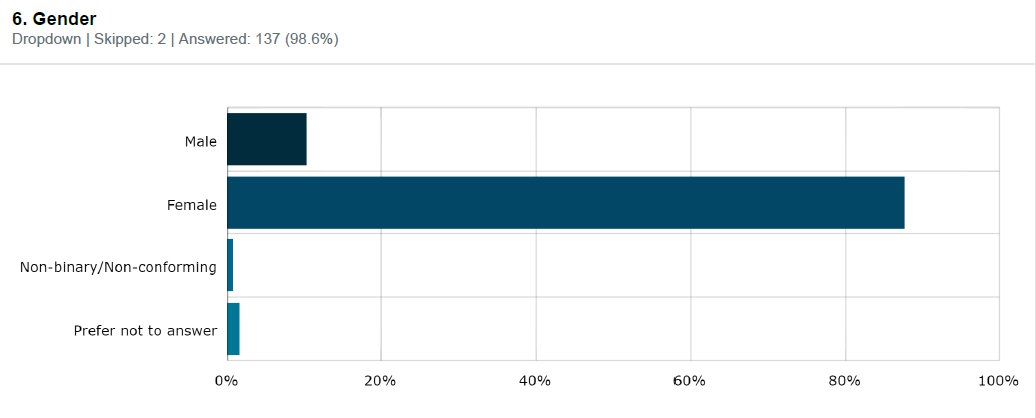 6. Gender
Dropdown | Skipped: 2 | Answered: 137 (98.6%)
Male
Female
Non-binary/Non-conforming
Prefer not to answer
0% 20% 40% 60% 80% 100%